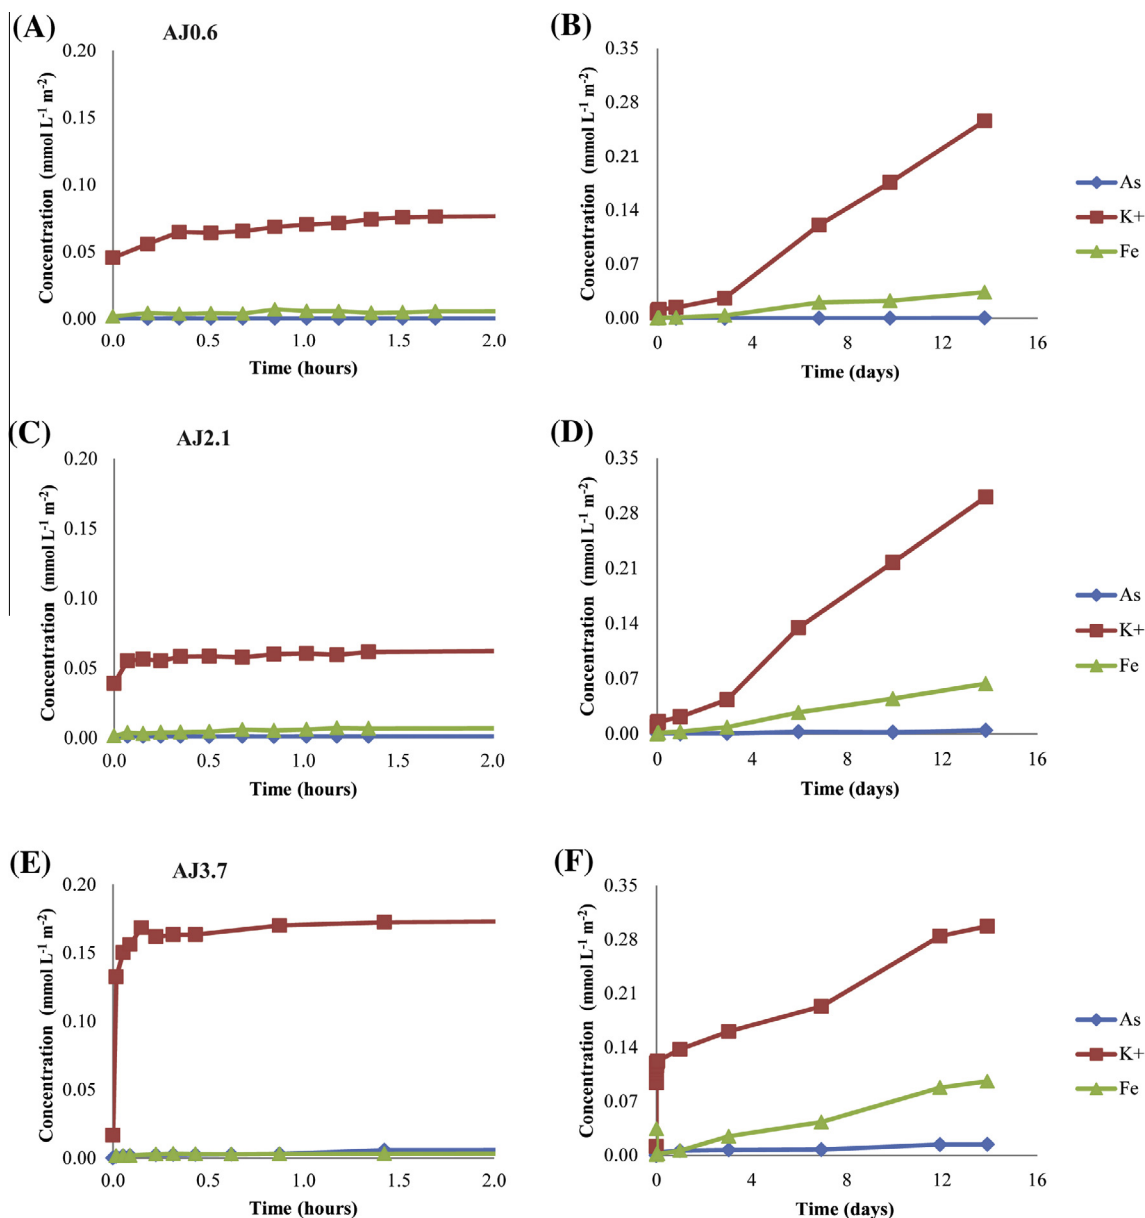 (A)
AJ0.6
Concentration (mmol L-1 m-2)
0.20
0.15
0.10
0.05
0.00
0.0 0.5 1.0 1.5 2.0
Time (hours)
(B)
Concentration (mmol L-1 m-2)
0.35
0.28
0.21
0.14
0.07
0.00
0 4 8 12 16
Time (days)
As
K+
Fe
(C)
AJ2.1
Concentration (mmol L-1 m-2)
0.20
0.15
0.10
0.05
0.00
0.0 0.5 1.0 1.5 2.0
Time (hours)
(D)
Concentration (mmol L-1 m-2)
0.35
0.28
0.21
0.14
0.07
0.00
0 4 8 12 16
Time (days)
As
K+
Fe
(E)
AJ3.7
Concentration (mmol L-1 m-2)
0.20
0.15
0.10
0.05
0.00
0.0 0.5 1.0 1.5 2.0
Time (hours)
(F)
Concentration (mmol L-1 m-2)
0.35
0.28
0.21
0.14
0.07
0.00
0 4 8 12 16
Time (days)
As
K+
Fe